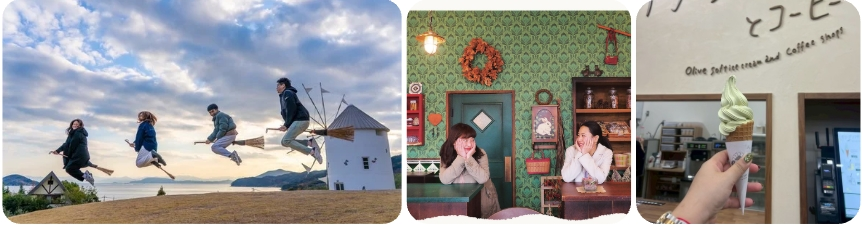 とコーヒー
Olive softice cream and Coffee shop!